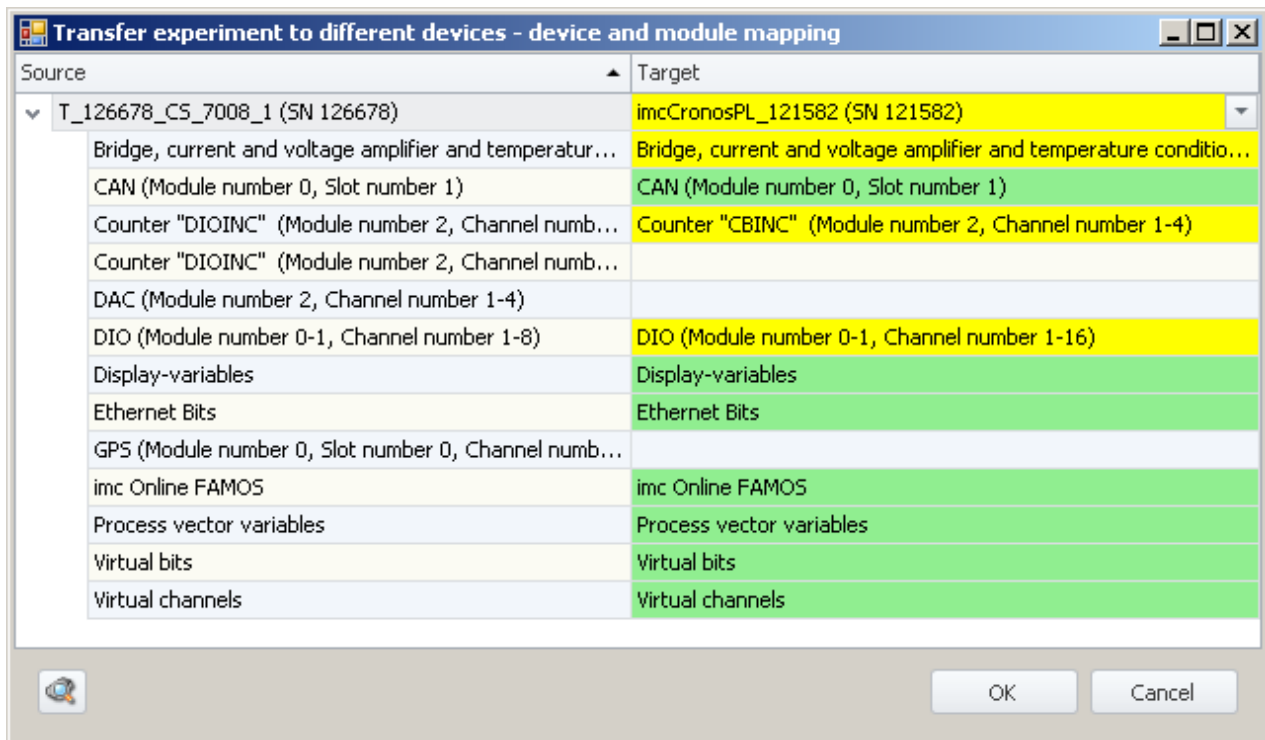 Transfer experiment to different devices - device and module mapping
Source Target
T_126678_CS_7008_1 (SN 126678) imcCronosPL_121582 (SN 121582)
Bridge, current and voltage amplifier and temperatur... Bridge, current and voltage amplifier and temperature conditio...
CAN (Module number 0, Slot number 1) CAN (Module number 0, Slot number 1)
Counter "DIOINC" (Module number 2, Channel numb... Counter "CBINC" (Module number 2, Channel number 1-4)
Counter "DIOINC" (Module number 2, Channel numb...
DAC (Module number 2, Channel number 1-4)
DIO (Module number 0-1, Channel number 1-8) DIO (Module number 0-1, Channel number 1-16)
Display-variables Display-variables
Ethernet Bits Ethernet Bits
GPS (Module number 0, Slot number 0, Channel numb...
imc Online FAMOS imc Online FAMOS
Process vector variables Process vector variables
Virtual bits Virtual bits
Virtual channels Virtual channels
OK Cancel